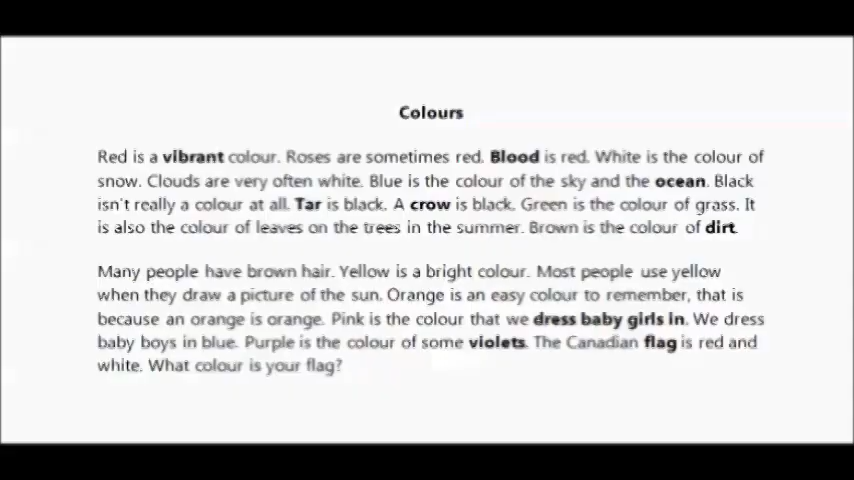 Colours
Red is a vibrant colour. Roses are sometimes red. Blood is red. White is the colour of
snow. Clouds are very often white. Blue is the colour of the sky and the ocean. Black
isn't really a colour at all. Tar is black. A crow is black. Green is the colour of grass. It
is also the colour of leaves on the trees in the summer. Brown is the colour of dirt.
Many people have brown hair. Yellow is a bright colour. Most people use yellow
when they draw a picture of the sun. Orange is an easy colour to remember, that is
because an orange is orange. Pink is the colour that we dress baby girls in. We dress
baby boys in blue. Purple is the colour of some violets. The Canadian flag is red and
white. What colour is your flag?